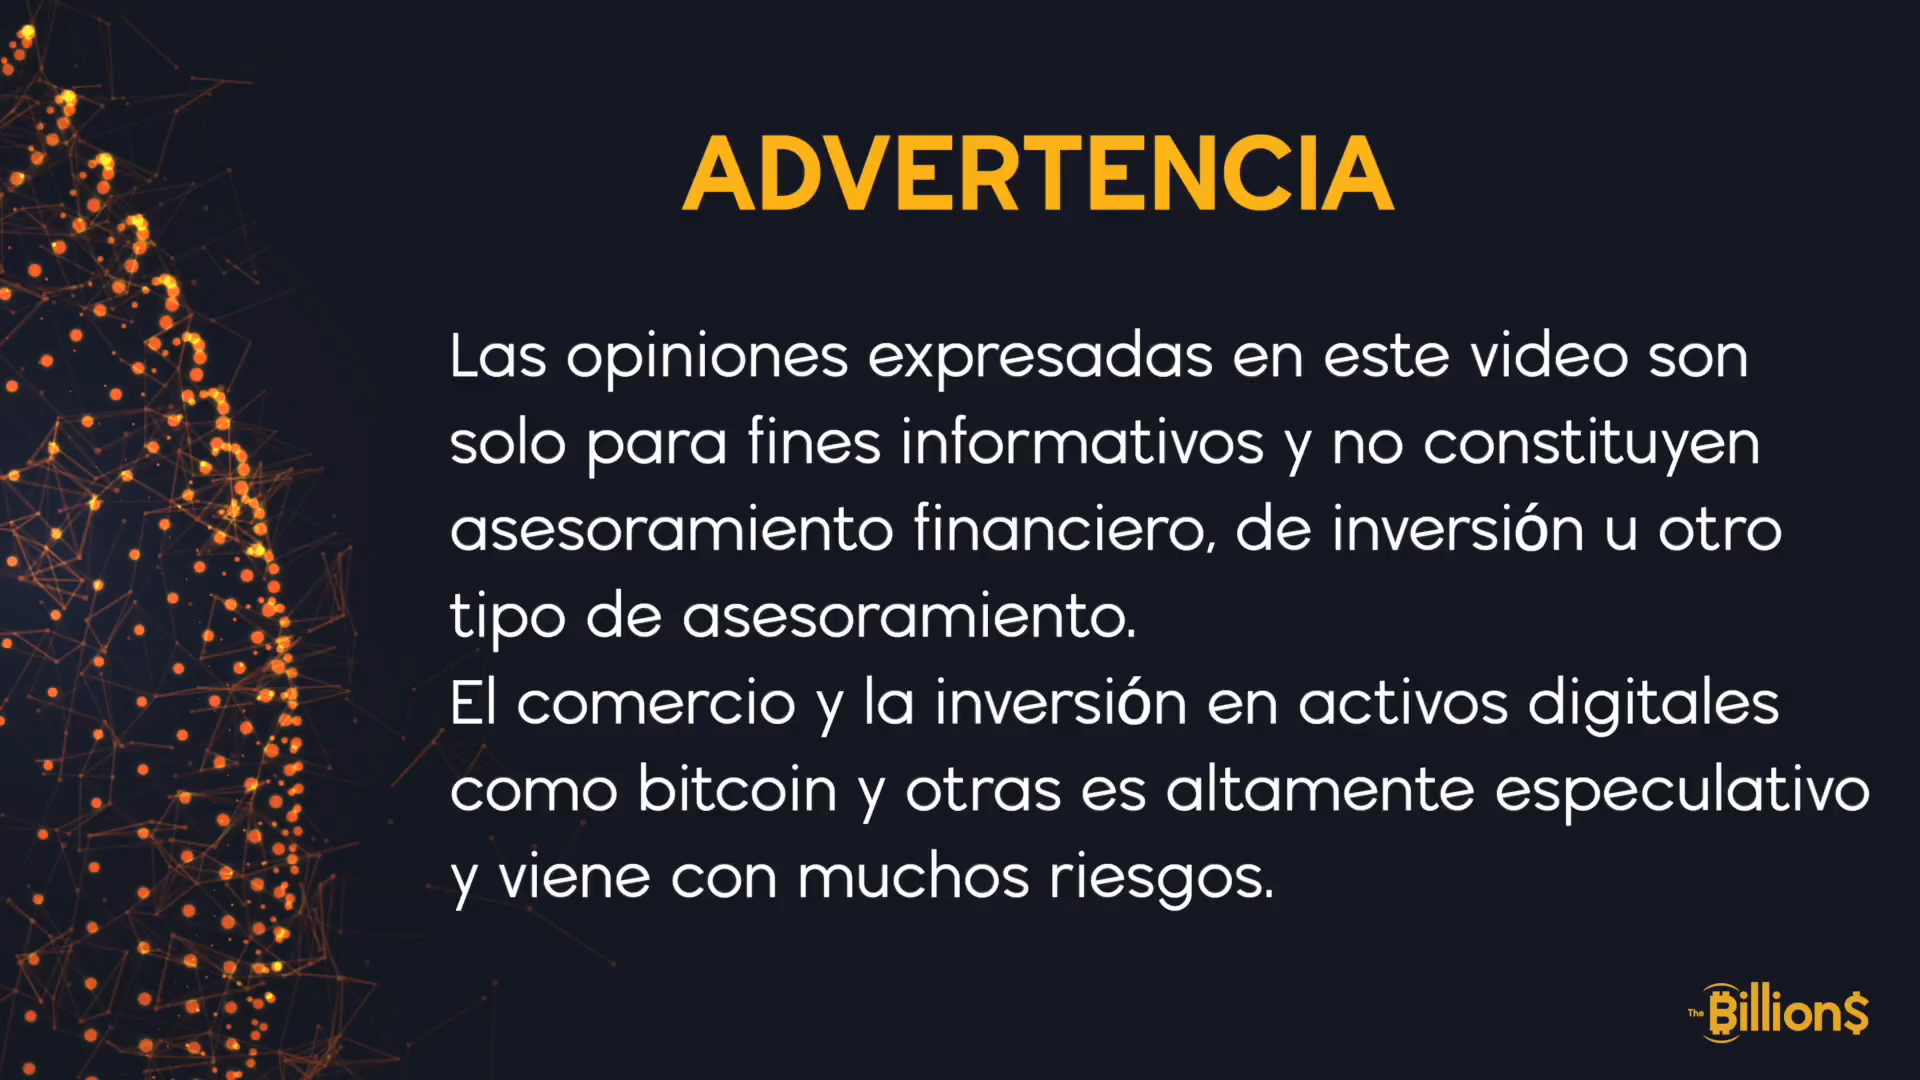 ADVERTENCIA
Las opiniones expresadas en este video son
solo para fines informativos y no constituyen
asesoramiento financiero, de inversión u otro
tipo de asesoramiento.
El comercio y la inversión en activos digitales
como bitcoin y otras es altamente especulativo
y viene con muchos riesgos.
The Billion$